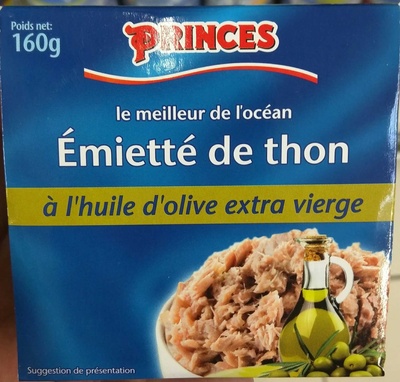 Poids net:
160g
PRINCES
le meilleur de l'océan
Émietté de thon
à l'huile d'olive extra vierge
Suggestion de présentation